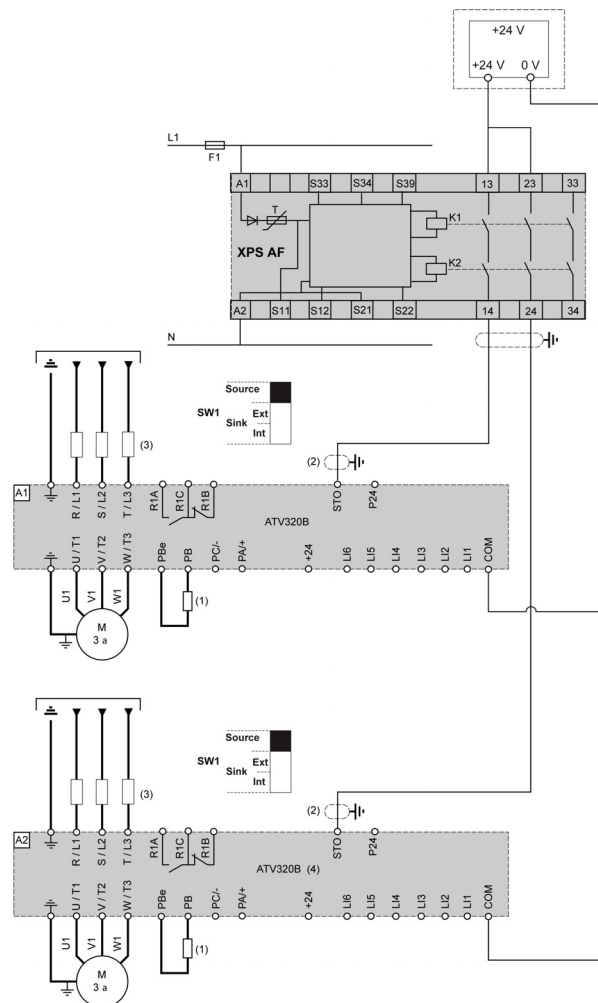 +24 V
+24 V 0 V
L1
F1
A1 S33 S34 S39 13 23 33
T
K1
XPS AF
K2
A2 S11 S12 S21 S22 14 24 34
N
Source
SW1
Ext
Sink
Int
(3)
(2)
A1
R / L1 S / L2 T / L3 R1A R1C R1B STO P24
ATV320B
U / T1 V / T2 W / T3 PBe PB PC/- PA/+ +24 LI6 LI5 LI4 LI3 LI2 LI1 COM
U1 V1 W1
(1)
M
3 a
Source
SW1
Ext
Sink
Int
(3)
(2)
A2
R / L1 S / L2 T / L3 R1A R1C R1B STO P24
ATV320B (4)
U / T1 V / T2 W / T3 PBe PB PC/- PA/+ +24 LI6 LI5 LI4 LI3 LI2 LI1 COM
U1 V1 W1
(1)
M
3 a